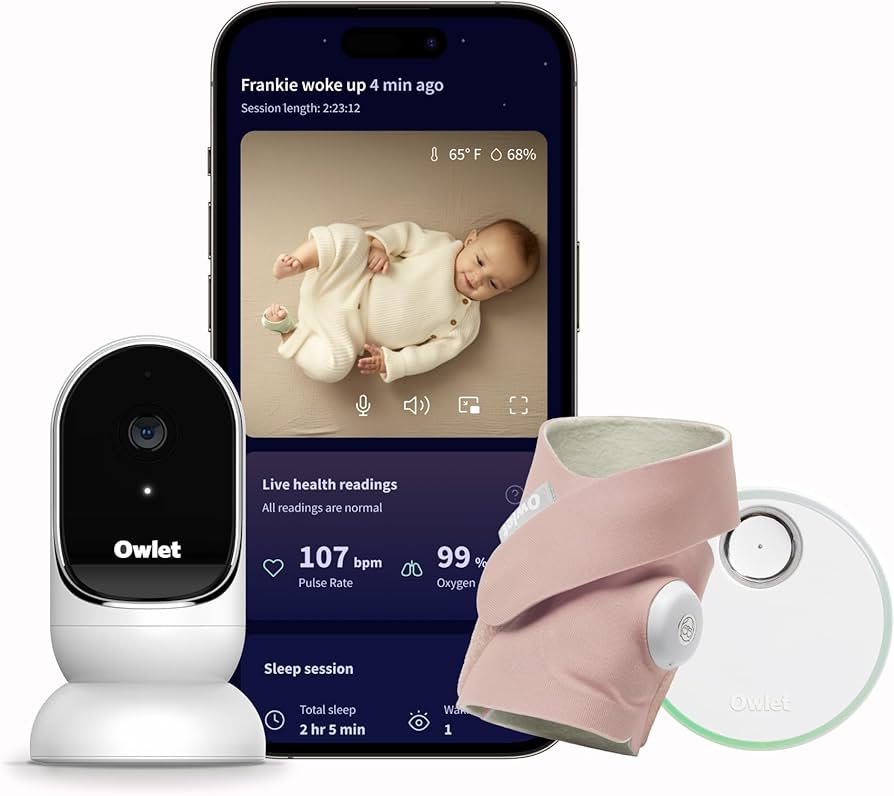 Frankie woke up 4 min ago
Session length: 2:23:12
65° F 68%
Live health readings
All readings are normal
?
107 bpm
99 %
Pulse Rate
Oxygen
Sleep session
Total sleep
2 hr 5 min
1
Owlet
Owlet
Owlet